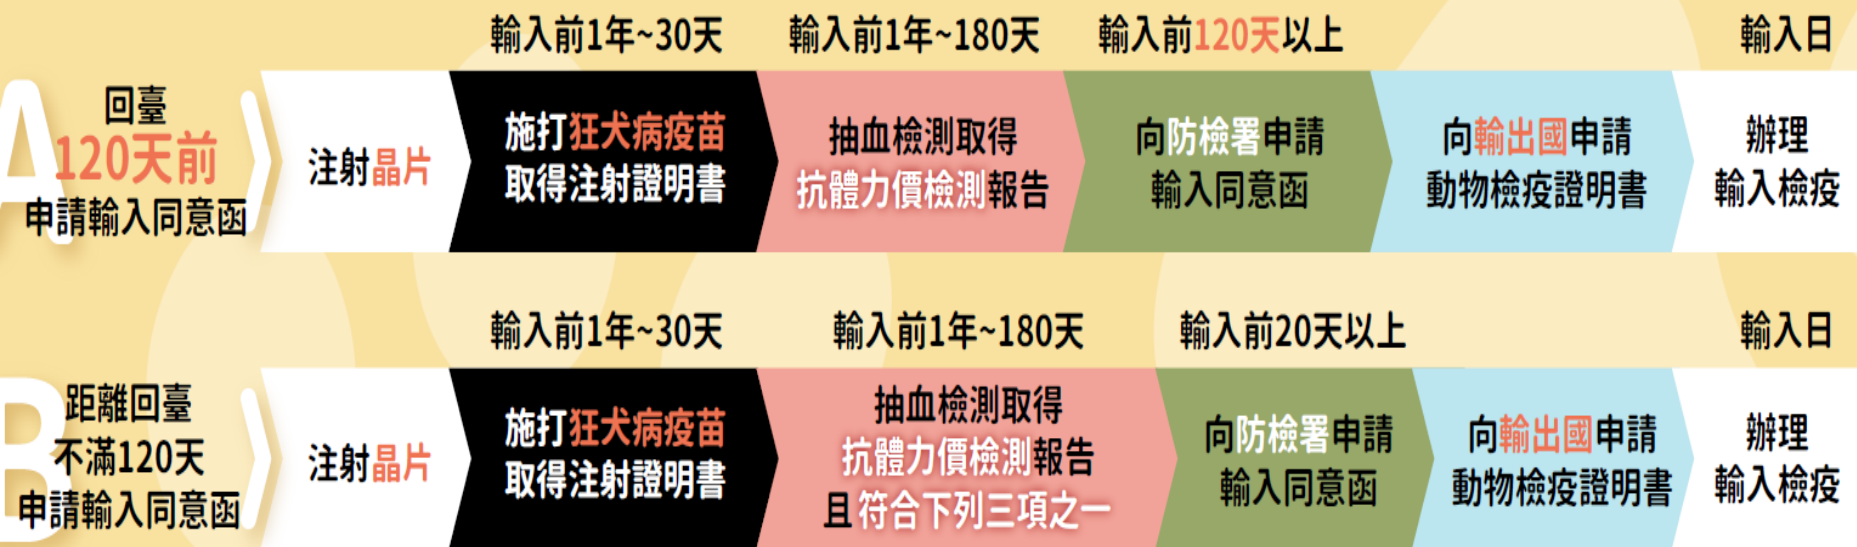 輸入前1年~30天
輸入前1年~180天
輸入前120天以上
輸入日
A
回臺
120天前
申請輸入同意函
注射晶片
施打狂犬病疫苗
取得注射證明書
抽血檢測取得
抗體力價檢測報告
向防檢署申請
輸入同意函
向輸出國申請
動物檢疫證明書
辦理
輸入檢疫
輸入前1年~30天
輸入前1年~180天
輸入前20天以上
輸入日
B
距離回臺
不滿120天
申請輸入同意函
注射晶片
施打狂犬病疫苗
取得注射證明書
抽血檢測取得
抗體力價檢測報告
且符合下列三項之一
向防檢署申請
輸入同意函
向輸出國申請
動物檢疫證明書
辦理
輸入檢疫